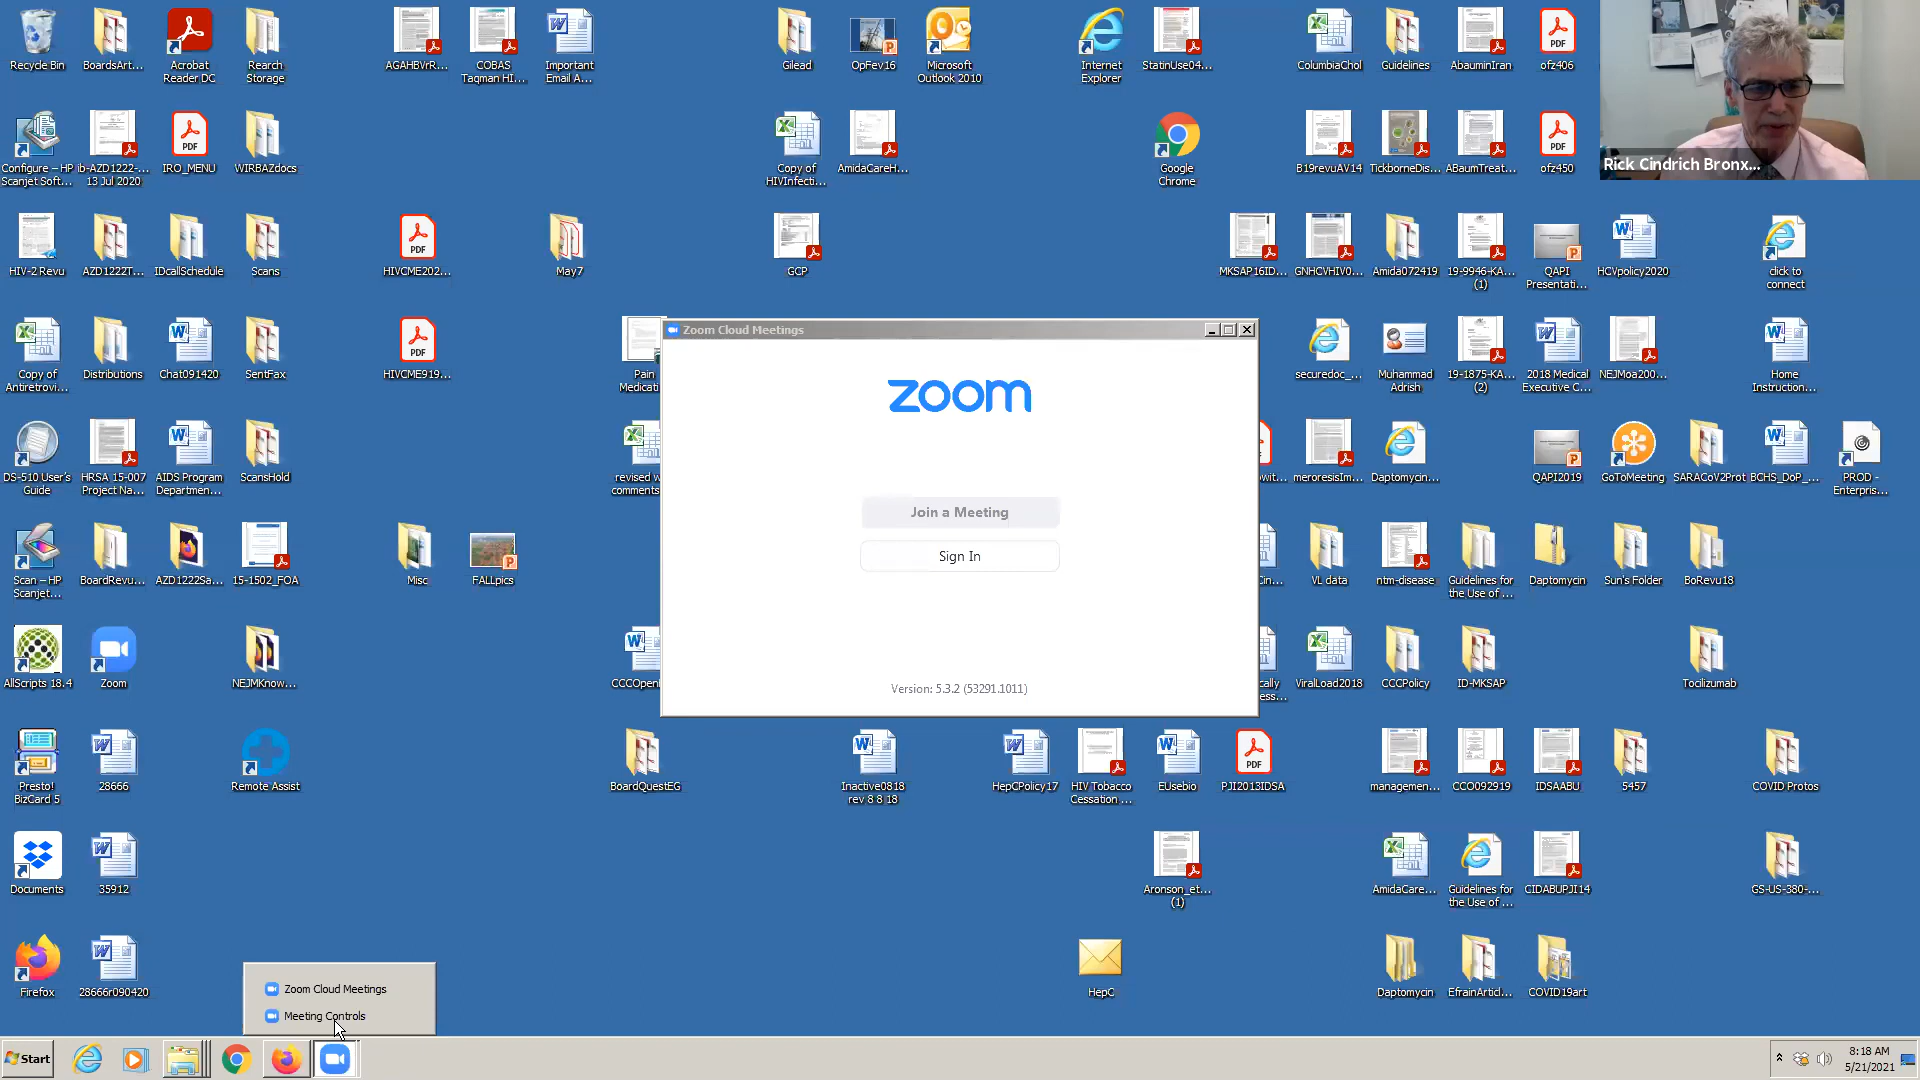 Recycle Bin
BoardsArt...
Acrobat
Reader DC
Rearch
Storage
AGAHBVrR...
COBAS
Taqman HI...
Important
Email A...
Gilead
OpFev16
Microsoft
Outlook 2010
Internet
Explorer
StatinUse04...
ColumbiaChol
Guidelines
AbauminIran
ofz406
Rick Cindrich Bronx...
Configure – HP
Scanjet Soft...
ib-AZD1222-...
13 Jul 2020
IRO_MENU
WIRBAZdocs
Copy of
HIVInfecti...
AmidaCareH...
Google
Chrome
B19revuAV14
TickborneDis...
ABaumTreat...
ofz450
HIV-2 Revu
AZD1222T...
IDcallSchedule
Scans
HIVCME202...
May7
GCP
MKSAP16ID...
GNHCVHIV0...
Amida072419
19-9946-KA...
(1)
QAPI
Presentati...
HCVpolicy2020
click to
connect
Copy of
Antiretrovi...
Distributions
Chat091420
SentFax
HIVCME919...
Pain
Medicati
Zoom Cloud Meetings
securedoc_...
Muhammad
Adrish
19-1875-KA...
(2)
2018 Medical
Executive C...
NEJMoa200...
Home
Instruction...
zoom
Join a Meeting
Sign In
Version: 5.3.2 (53291.1011)
DS-510 User's
Guide
HRSA 15-007
Project Na...
AIDS Program
Departmen...
ScansHold
revised w
comments
owit...
meroresisIm...
Daptomycin...
QAPI2019
GoToMeeting
SARACoV2Prot
BCHS_DoP_...
PROD -
Enterpris...
Scan – HP
Scanjet...
BoardRevu...
AZD1222Sa...
15-1502_FOA
Misc
FALLpics
Cin...
VL data
ntm-disease
Guidelines for
the Use of ...
Daptomycin
Sun's Folder
BoRevu18
AllScripts 18.4
Zoom
NEJMKnow...
CCCOpenl
cally
ess...
ViralLoad2018
CCCPolicy
ID-MKSAP
Tocilizumab
Presto!
BizCard 5
28666
Remote Assist
BoardQuestEG
Inactive0818
rev 8 8 18
HepCPolicy17
HIV Tobacco
Cessation ...
EUsebio
PJI2013IDSA
managemen...
CCO092919
IDSAABU
5457
COVID Protos
Documents
35912
Aronson_et...
(1)
AmidaCare...
Guidelines for
the Use of ...
CIDABUPJI14
GS-US-380-...
Firefox
28666r090420
HepC
Daptomycin
EfrainArticl...
COVID19art
Zoom Cloud Meetings
Meeting Controls
Start
8:18 AM
5/21/2021